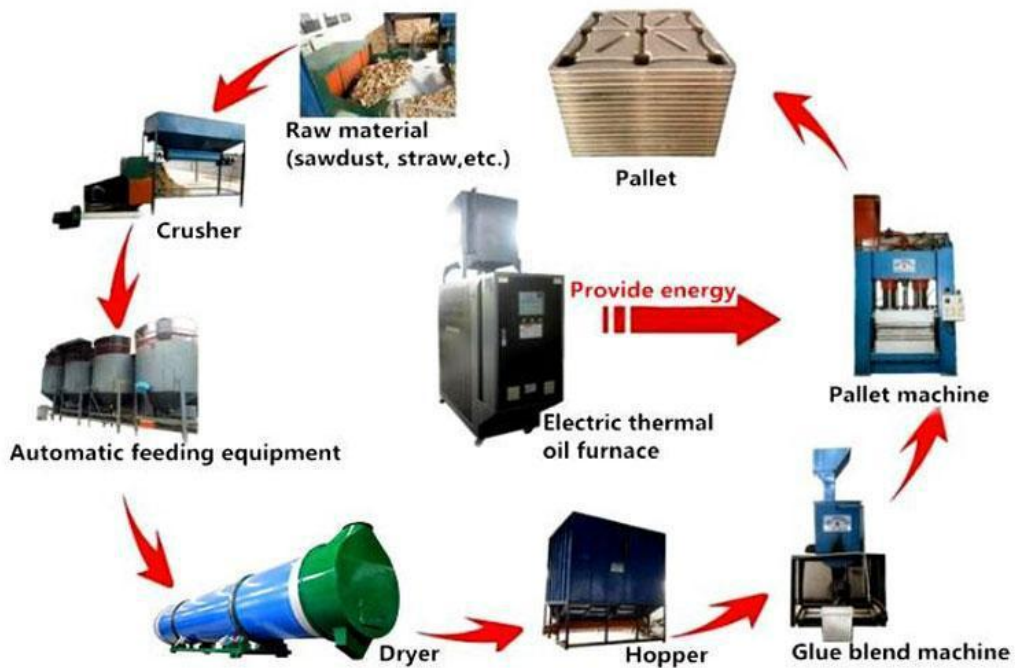 Raw material
(sawdust, straw,etc.)
Pallet
Crusher
Provide energy
Pallet machine
Electric thermal
oil furnace
Automatic feeding equipment
Dryer
Hopper
Glue blend machine